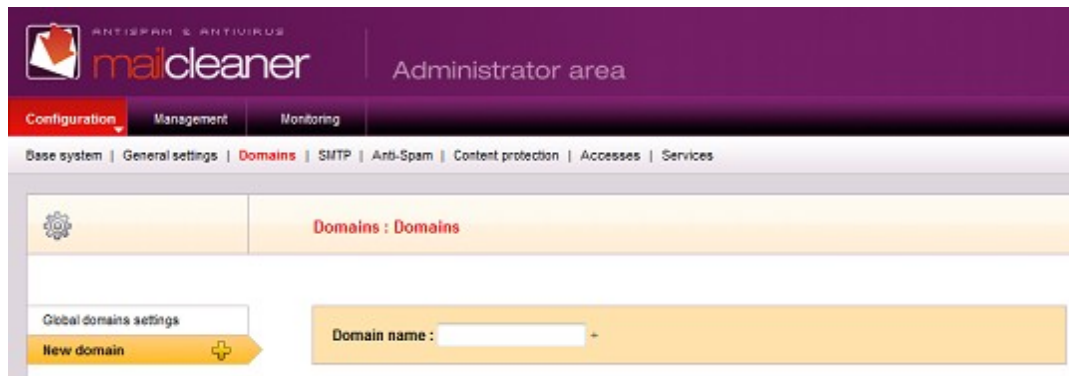 ANTISPAM & ANTIVIRUS
mailcleaner
Administrator area
Configuration Management Monitoring
Base system | General settings | Domains | SMTP | Anti-Spam | Content protection | Accesses | Services
Domains : Domains
Global domains settings
New domain
Domain name :